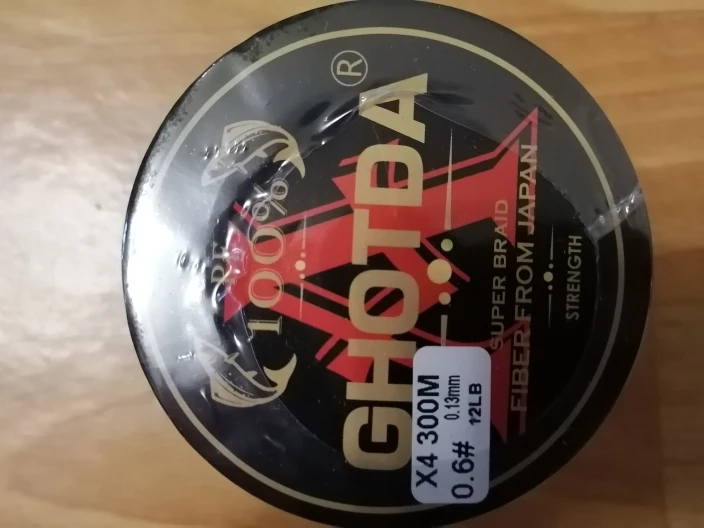 100%
GHOTDA®
SUPER BRAID
FIBER FROM JAPAN
STRENGTH
X4 300M
0.6# 0.13mm
12LB